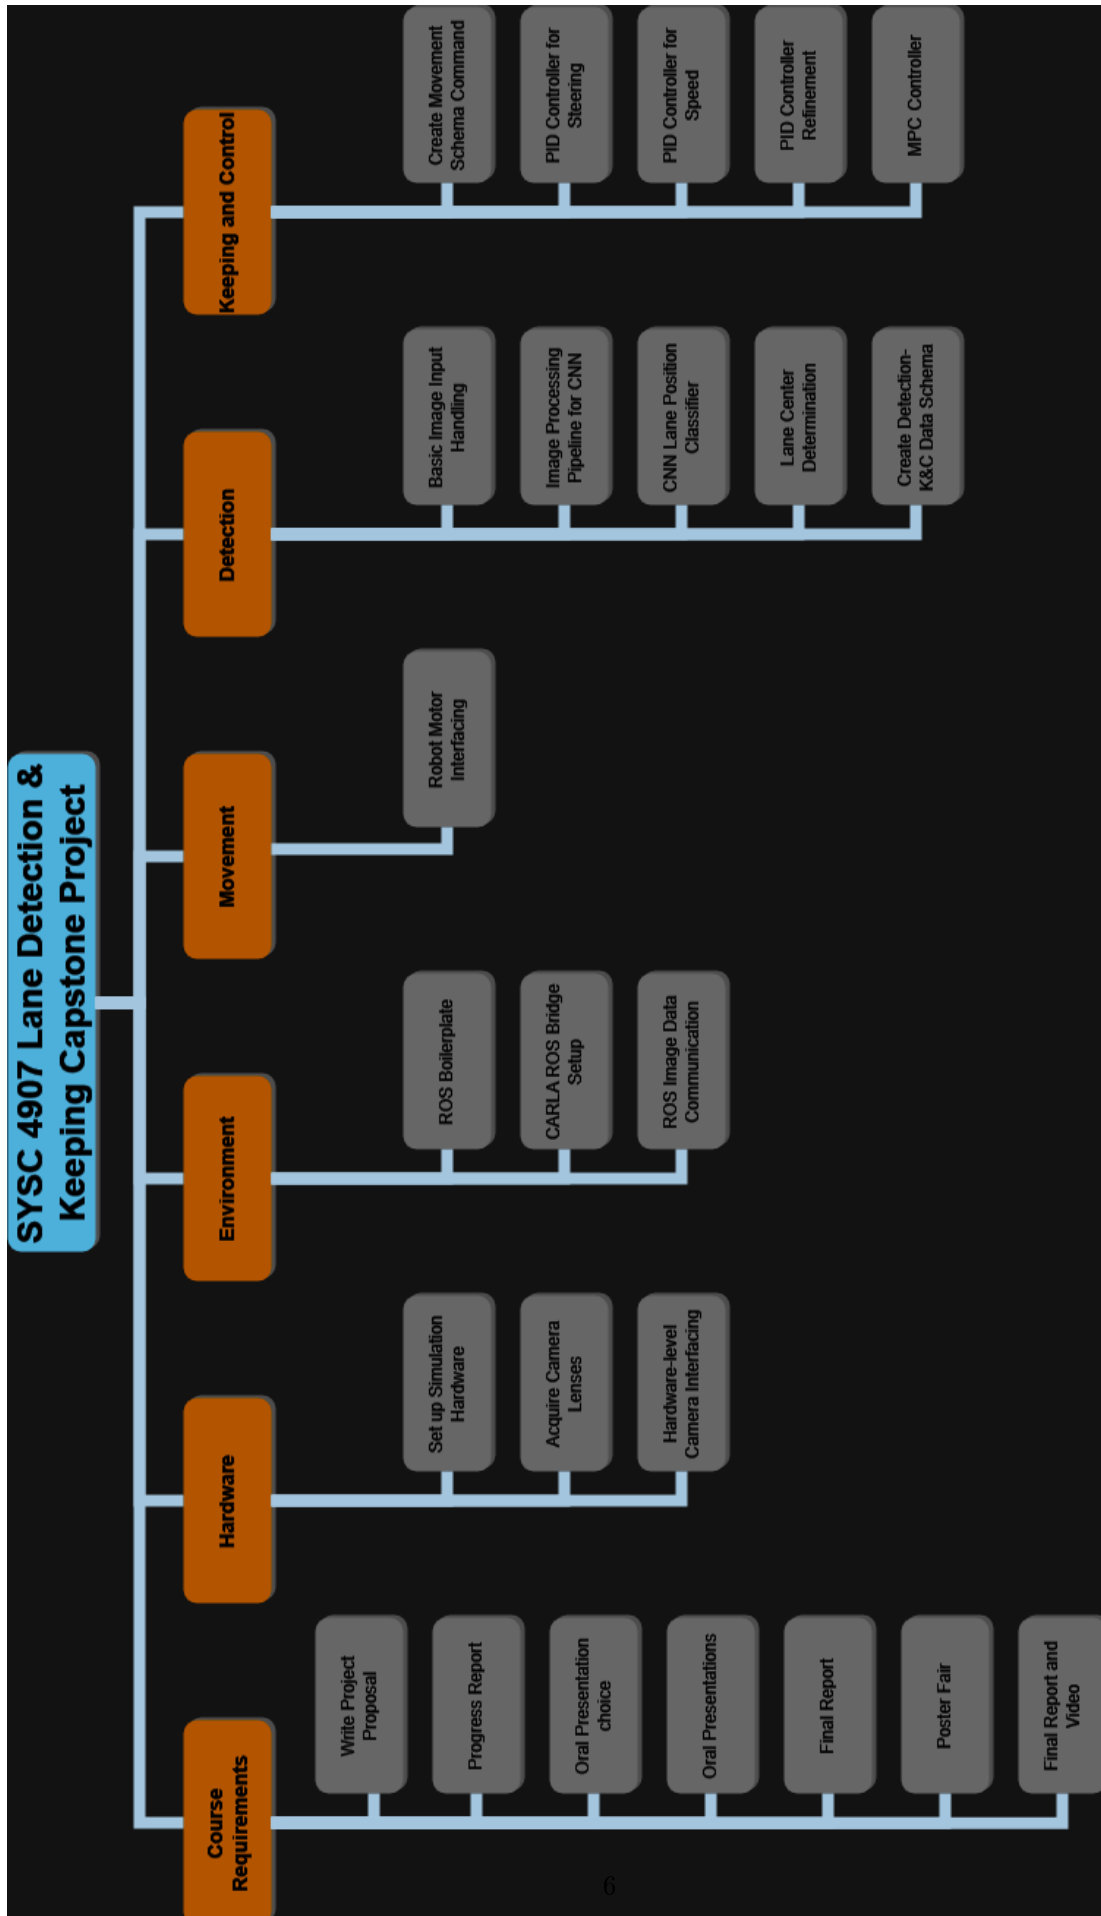 SYSC 4907 Lane Detection &
Keeping Capstone Project
Course
Requirements
Write Project
Proposal
Progress Report
Oral Presentation
choice
Oral Presentations
Final Report
Poster Fair
Final Report and
Video
Hardware
Set up Simulation
Hardware
Acquire Camera
Lenses
Hardware-level
Camera Interfacing
Environment
ROS Boilerplate
CARLA ROS Bridge
Setup
ROS Image Data
Communication
Movement
Robot Motor
Interfacing
Detection
Basic Image Input
Handling
Image Processing
Pipeline for CNN
CNN Lane Position
Classifier
Lane Center
Determination
Create Detection-
K&C Data Schema
Keeping and Control
Create Movement
Schema Command
PID Controller for
Steering
PID Controller for
Speed
PID Controller
Refinement
MPC Controller
6